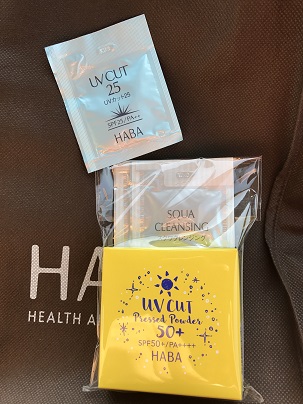 UV CUT
25
UVカット25
SPF25/PA++
HABA
SQUA
CLEANSING
HA
HEALTH A
UV CUT
Pressed Powder
50+
SPF50+/PA++++
HABA